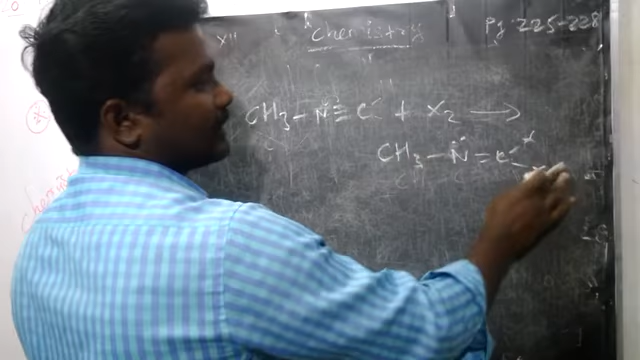 XII Chemistry Pg. 225-228
CH3-N≡C: + X2 ⟶
CH3-N̈=C X